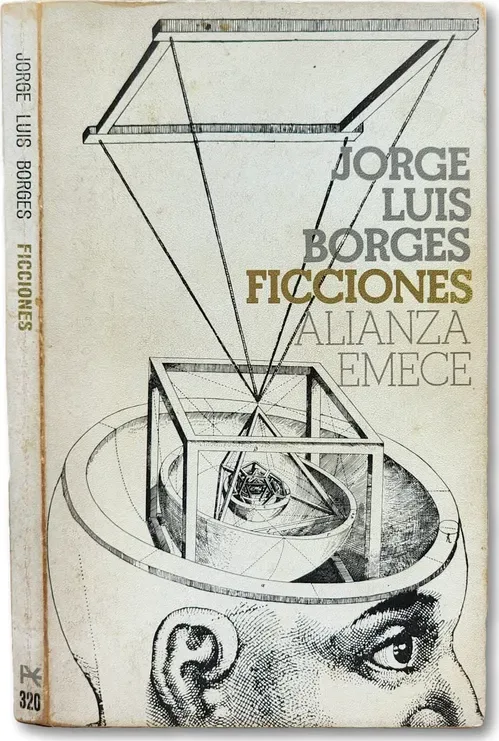 JORGE LUIS BORGES FICCIONES
320
JORGE
LUIS
BORGES
FICCIONES
ALIANZA
EMECE